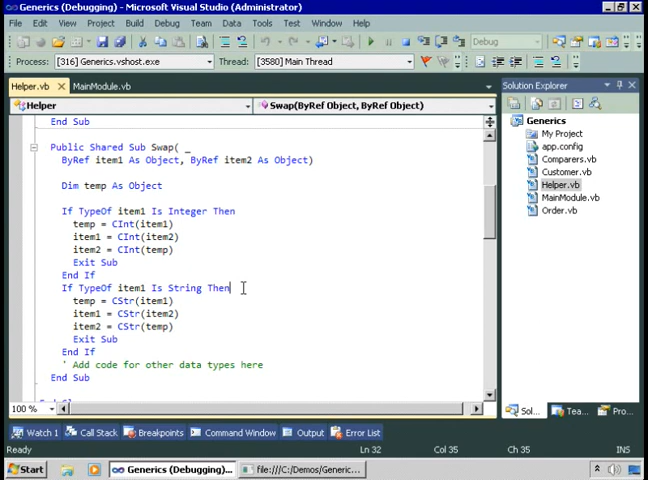 Generics (Debugging) - Microsoft Visual Studio (Administrator)
File Edit View Project Build Debug Team Data Tools Test Window Help
Debug
Process: [316] Generics.vshost.exe [3580] Main Thread
Helper.vb MainModule.vb
Helper Swap(ByRef Object, ByRef Object)
End Sub
Public Shared Sub Swap( _
ByRef item1 As Object, ByRef item2 As Object)
Dim temp As Object
If TypeOf item1 Is Integer Then
temp = CInt(item1)
item1 = CInt(item2)
item2 = CInt(temp)
Exit Sub
End If
If TypeOf item1 Is String Then
temp = CStr(item1)
item1 = CStr(item2)
item2 = CStr(temp)
Exit Sub
End If
' Add code for other data types here
End Sub
100 %
Solution Explorer
Generics
My Project
app.config
Comparers.vb
Customer.vb
Helper.vb
MainModule.vb
Order.vb
Sol... Tea... Pro...
Watch 1 Call Stack Breakpoints Command Window Output Error List
Ready Ln 32 Col 35 Ch 35 INS
Start Generics (Debugging)... file:///C:/Demos/Generic...